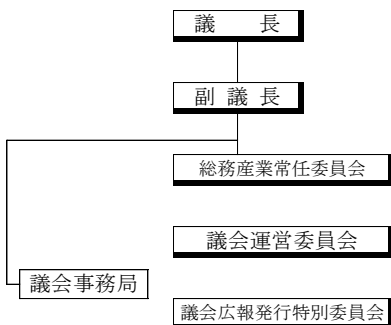 議　　長
副 議 長
総務産業常任委員会
議会運営委員会
議会事務局
議会広報発行特別委員会